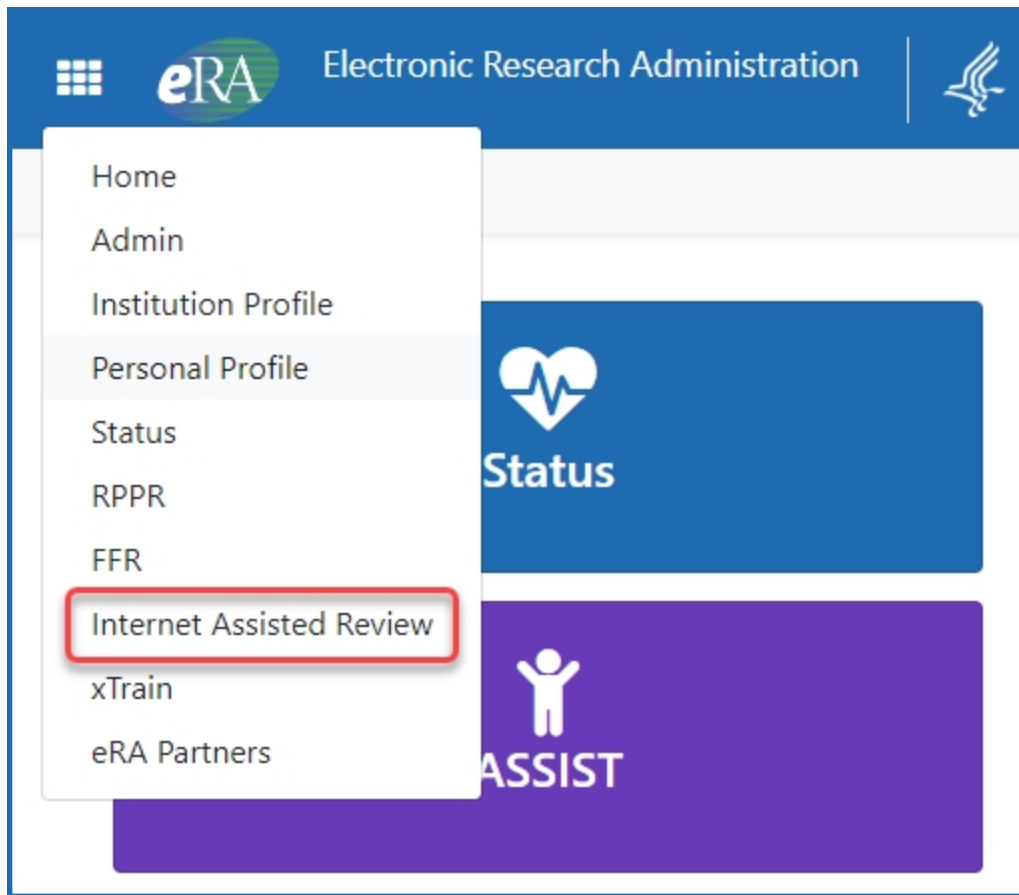 eRA
Electronic Research Administration
Home
Admin
Institution Profile
Personal Profile
Status
RPPR
FFR
Internet Assisted Review
xTrain
eRA Partners
Status
ASSIST